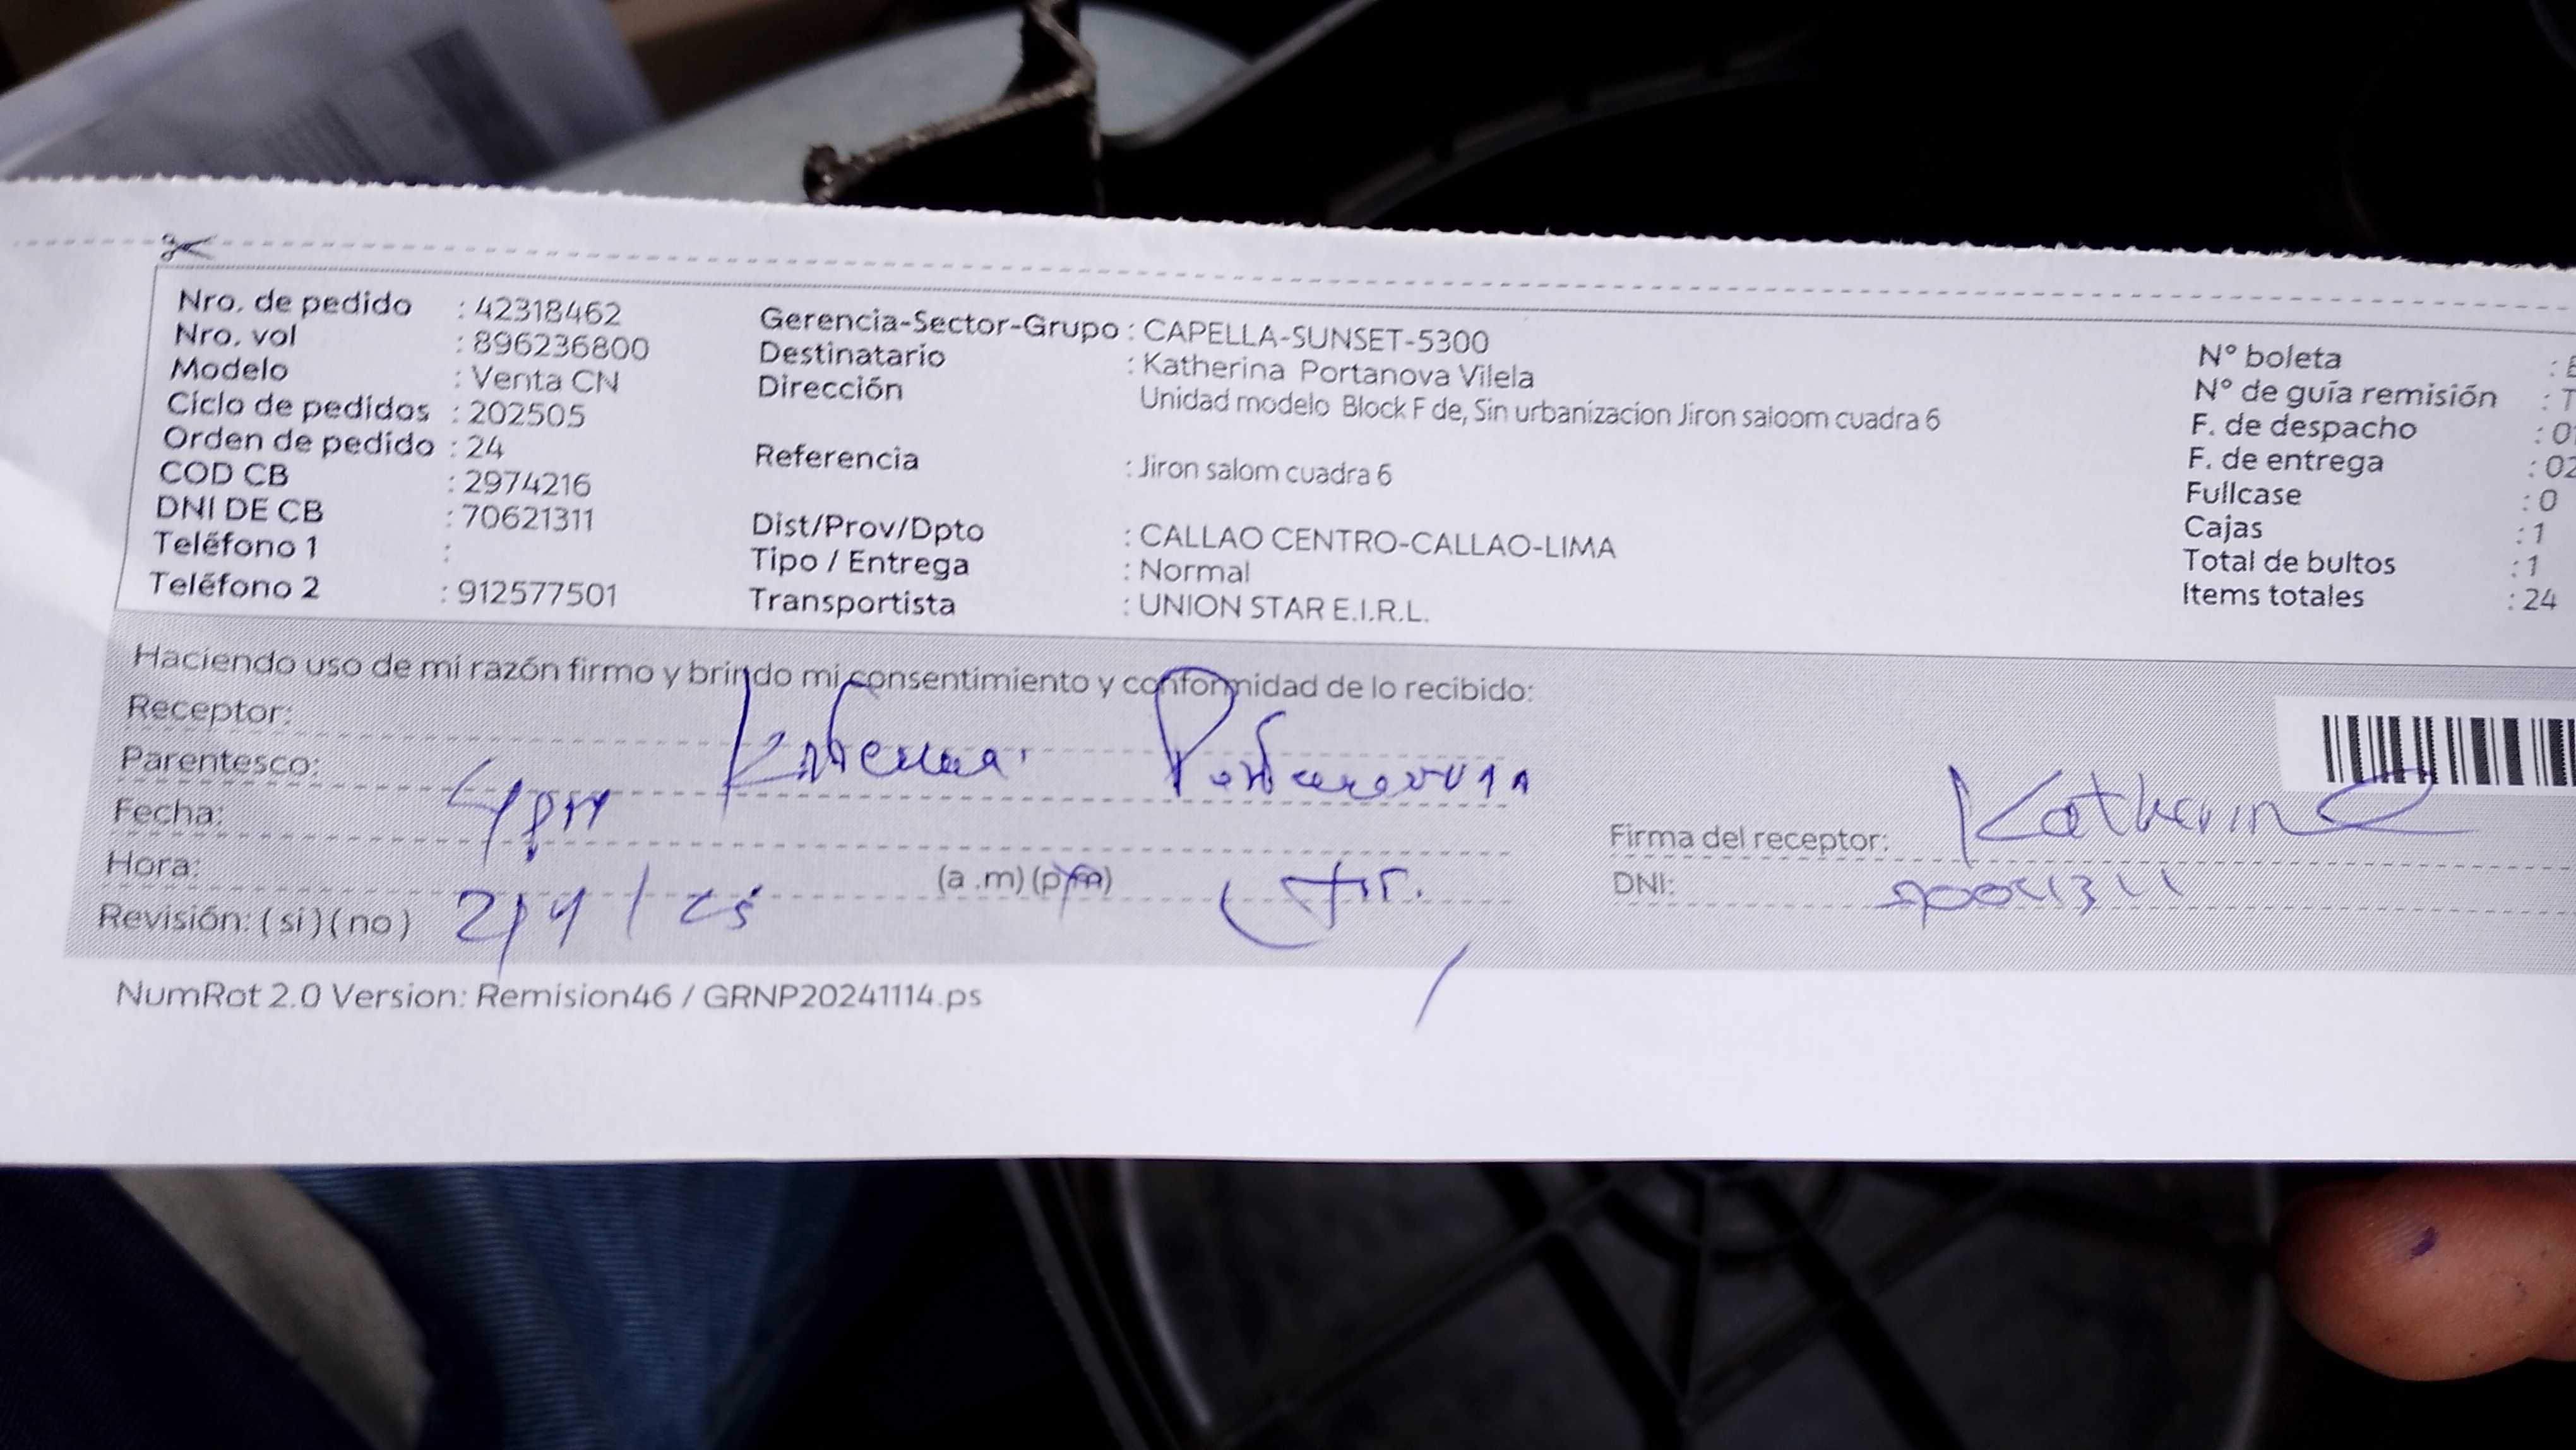 Nro. de pedido : 42318462
Nro. vol : 896236800
Modelo : Venta CN
Ciclo de pedidos : 202505
Orden de pedido : 24
COD CB : 2974216
DNI DE CB : 70621311
Teléfono 1 :
Teléfono 2 : 912577501
Gerencia-Sector-Grupo : CAPELLA-SUNSET-5300
Destinatario : Katherina Portanova Vilela
Dirección Unidad modelo Block F de, Sin urbanizacion Jiron saloom cuadra 6
Referencia : Jiron salom cuadra 6
Dist/Prov/Dpto : CALLAO CENTRO-CALLAO-LIMA
Tipo / Entrega : Normal
Transportista : UNION STAR E.I.R.L.
N° boleta :
N° de guía remisión : T
F. de despacho : 0
F. de entrega : 02
Fullcase : 0
Cajas : 1
Total de bultos : 1
Items totales : 24
Haciendo uso de mi razón firmo y brindo mi consentimiento y conformidad de lo recibido:
Receptor:
Parentesco:
Fecha:
Hora: (a .m) (p.m)
Revisión: ( si ) ( no )
Firma del receptor: Katherine
DNI:
NumRot 2.0 Version: Remision46 / GRNP20241114.ps